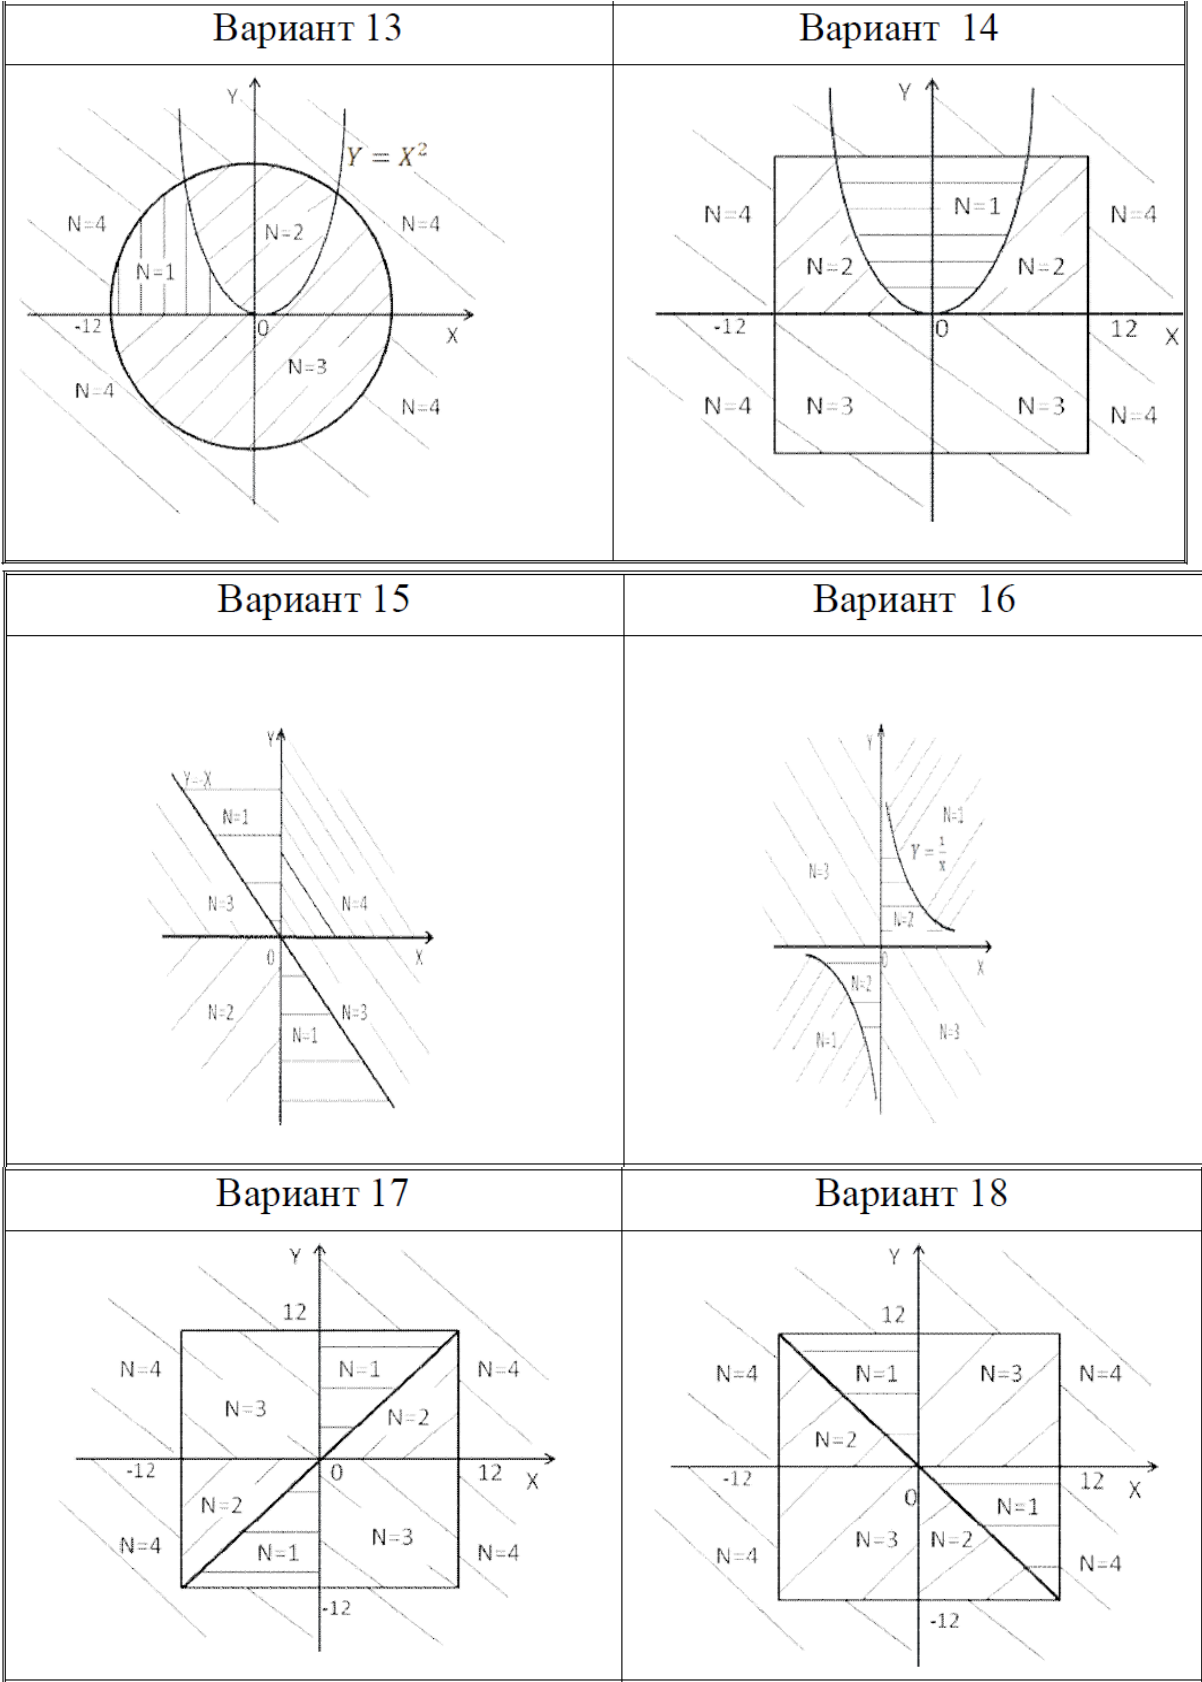 Вариант 13
Вариант 14
Y
Y = X²
N=4
N=2
N=4
N=1
-12
0
X
N=3
N=4
N=4
Y
N=4
N=1
N=4
N=2
N=2
-12
0
12
X
N=4
N=3
N=3
N=4
Вариант 15
Вариант 16
Y
Y=-X
N=1
N=3
N=4
0
X
N=2
N=3
N=1
Y
N=1
Y = 1/x
N=3
N=2
0
X
N=2
N=1
N=3
Вариант 17
Вариант 18
Y
12
N=4
N=1
N=4
N=3
N=2
-12
0
12
X
N=2
N=4
N=1
N=3
N=4
-12
Y
12
N=4
N=1
N=3
N=4
N=2
-12
0
12
X
N=1
N=4
N=3
N=2
N=4
-12